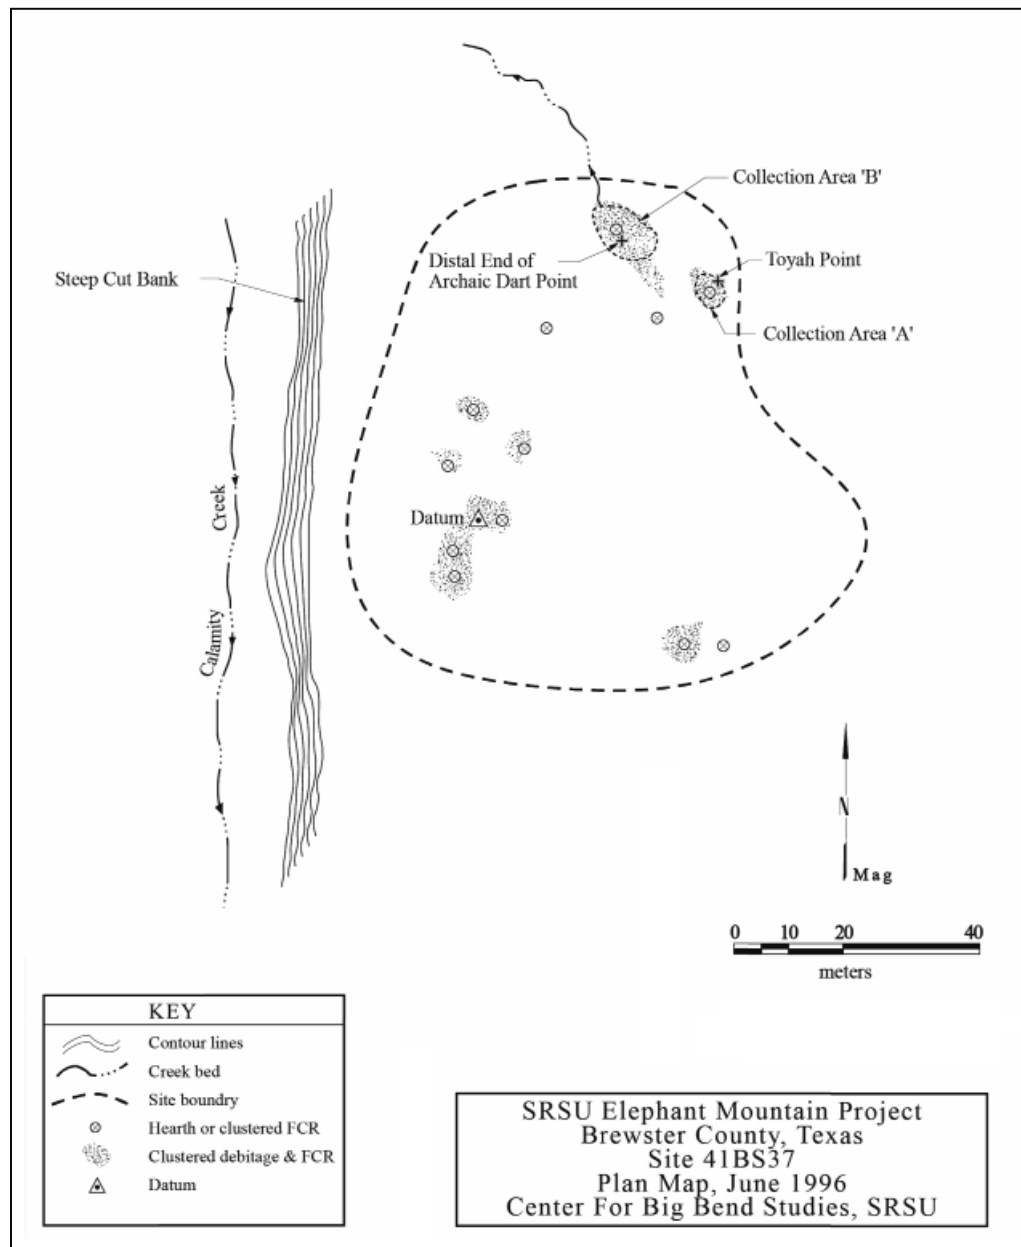 Collection Area 'B'
Distal End of
Archaic Dart Point
Toyah Point
Steep Cut Bank
Collection Area 'A'
Creek
Datum
Calamity
N
Mag
0 10 20 40
meters
KEY
Contour lines
Creek bed
Site boundry
Hearth or clustered FCR
Clustered debitage & FCR
Datum
SRSU Elephant Mountain Project
Brewster County, Texas
Site 41BS37
Plan Map, June 1996
Center For Big Bend Studies, SRSU